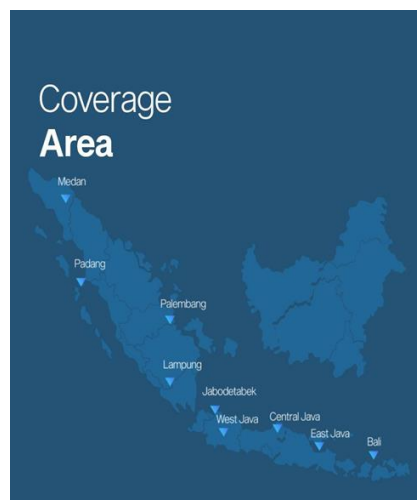 Coverage
Area
Medan
Padang
Palembang
Lampung
Jabodetabek
West Java
Central Java
East Java
Bali